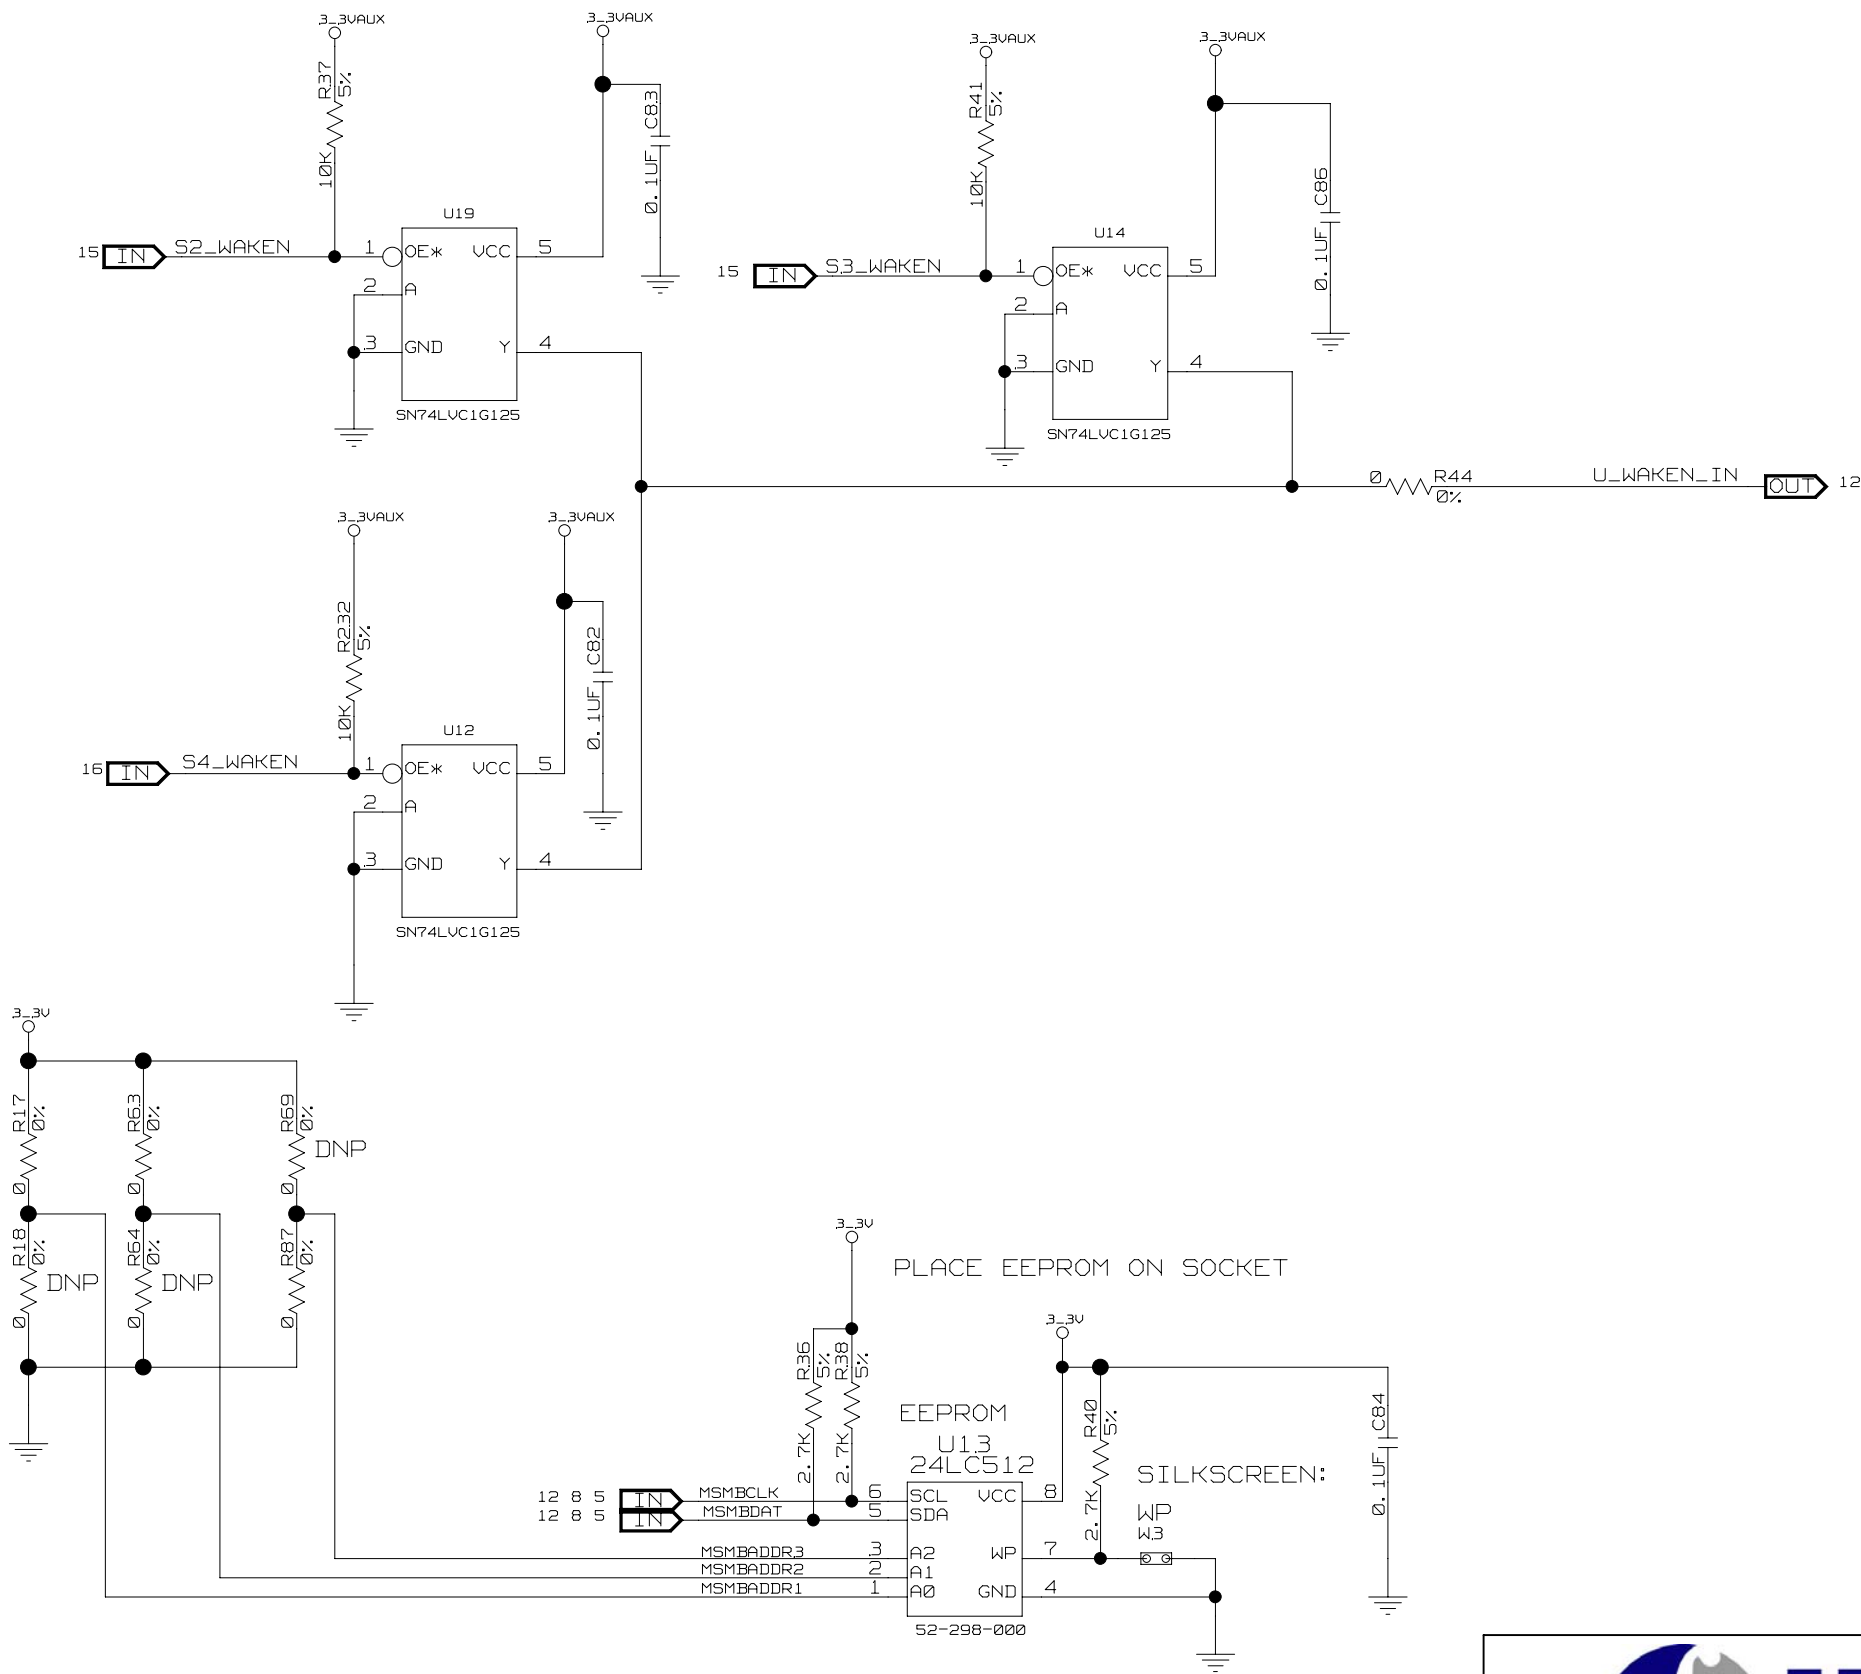 3_3VAUX
3_3VAUX
R37
5%
10K
C83
0.1UF
U19
15 IN S2_WAKEN
1 OE* VCC 5
2 A
3 GND Y 4
SN74LVC1G125
3_3VAUX
3_3VAUX
R41
5%
10K
C86
0.1UF
U14
15 IN S3_WAKEN
1 OE* VCC 5
2 A
3 GND Y 4
SN74LVC1G125
0 R44
0%
U_WAKEN_IN OUT 12
3_3VAUX
3_3VAUX
R232
5%
10K
C82
0.1UF
U12
16 IN S4_WAKEN
1 OE* VCC 5
2 A
3 GND Y 4
SN74LVC1G125
3_3V
R17
0%
0
R63
0%
0
R69
0%
0
DNP
R18
0%
0
DNP
R64
0%
0
DNP
R87
0%
0
3_3V
PLACE EEPROM ON SOCKET
3_3V
R36
5%
2.7K
R38
5%
2.7K
EEPROM
U13
24LC512
R40
5%
2.7K
C84
0.1UF
SILKSCREEN:
WP
W3
12 8 5 IN MSMBCLK 6 SCL VCC 8
12 8 5 IN MSMBDAT 5 SDA
MSMBADDR3 3 A2 WP 7
MSMBADDR2 2 A1
MSMBADDR1 1 A0 GND 4
52-298-000